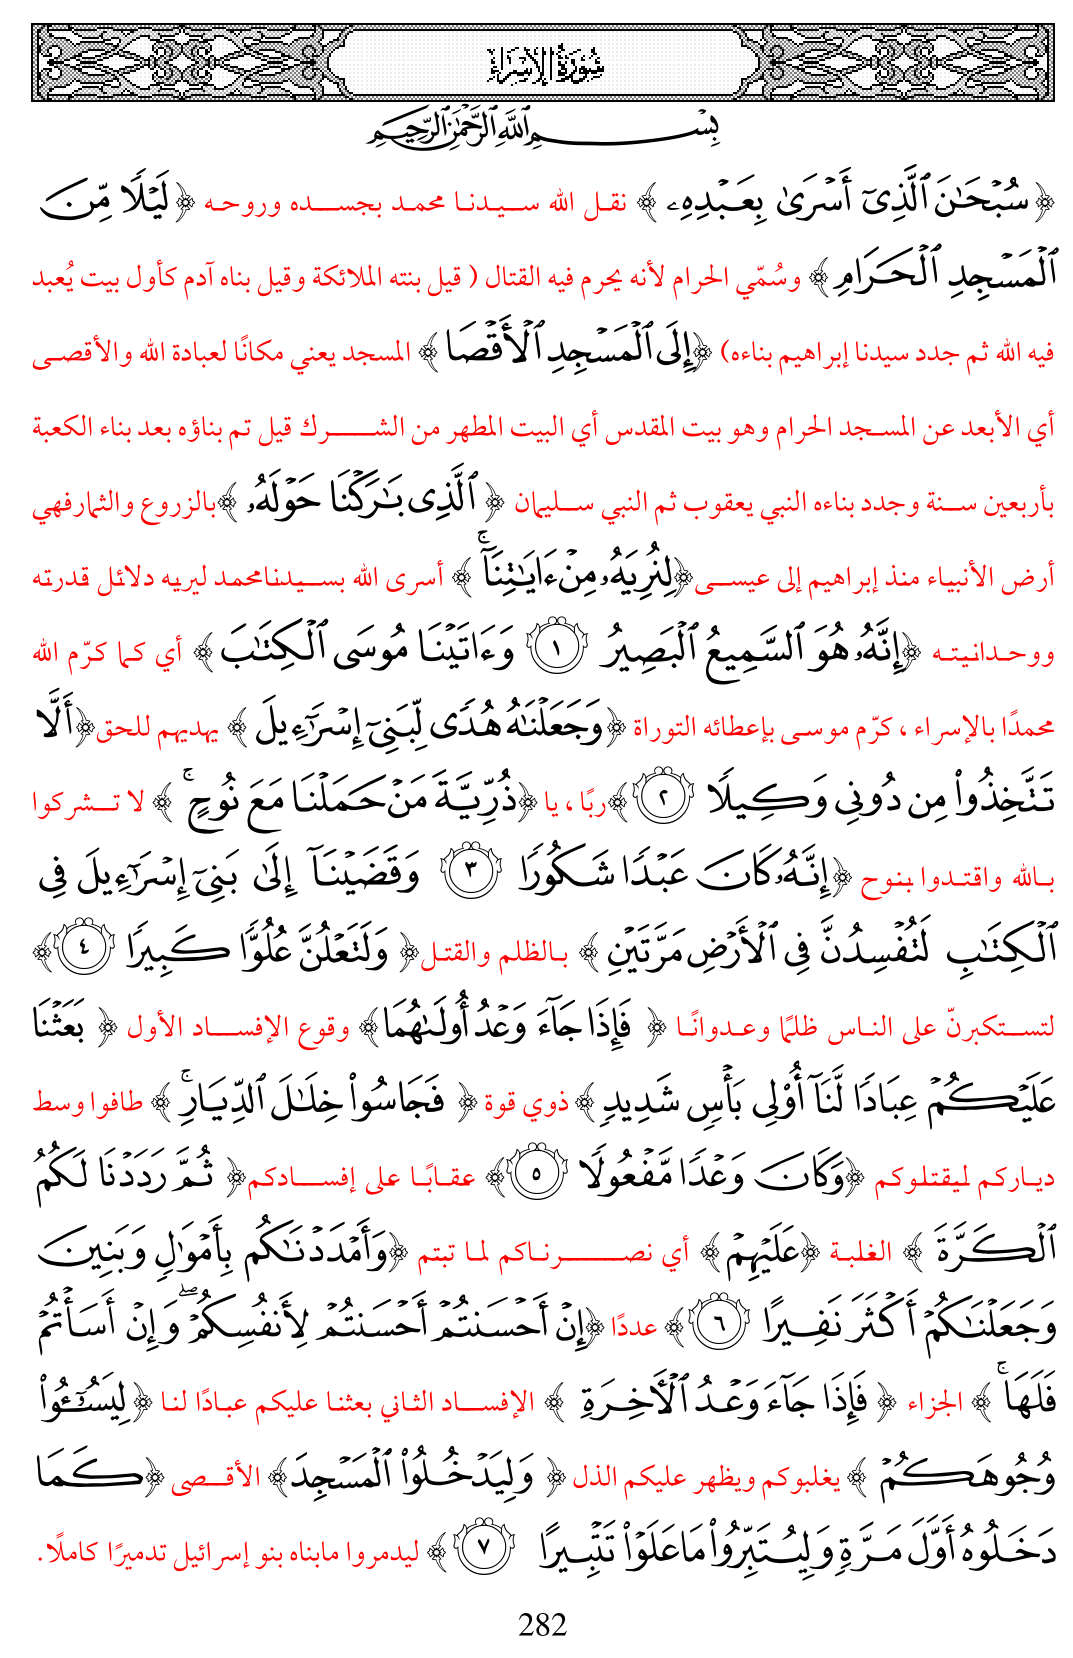 سُورَةُ الإِسْرَاءِ
بِسْمِ ٱللَّهِ ٱلرَّحْمَٰنِ ٱلرَّحِيمِ
﴿ سُبْحَٰنَ ٱلَّذِىٓ أَسْرَىٰ بِعَبْدِهِۦ ﴾ نقل الله سيدنا محمد بجسده وروحه ﴿ لَيْلًا مِّنَ
ٱلْمَسْجِدِ ٱلْحَرَامِ ﴾ وسُمّي الحرام لأنه يحرم فيه القتال ( قيل بنته الملائكة وقيل بناه آدم كأول بيت يُعبد
فيه الله ثم جدد سيدنا إبراهيم بناءه) ﴿إِلَى ٱلْمَسْجِدِ ٱلْأَقْصَا ﴾ المسجد يعني مكانًا لعبادة الله والأقصى
أي الأبعد عن المسجد الحرام وهو بيت المقدس أي البيت المطهر من الشرك قيل تم بناؤه بعد بناء الكعبة
بأربعين سنة وجدد بناءه النبي يعقوب ثم النبي سليمان ﴿ ٱلَّذِى بَٰرَكْنَا حَوْلَهُۥ ﴾بالزروع والثمارفهي
أرض الأنبياء منذ إبراهيم إلى عيسى﴿لِنُرِيَهُۥ مِنْ ءَايَٰتِنَآ ۚ ﴾ أسرى الله بسيدنامحمد ليريه دلائل قدرته
ووحدانيته ﴿إِنَّهُۥ هُوَ ٱلسَّمِيعُ ٱلْبَصِيرُ ١ وَءَاتَيْنَا مُوسَى ٱلْكِتَٰبَ ﴾ أي كما كرّم الله
محمدًا بالإسراء ، كرّم موسى بإعطائه التوراة ﴿وَجَعَلْنَٰهُ هُدًى لِّبَنِىٓ إِسْرَٰٓءِيلَ ﴾ يهديهم للحق﴿أَلَّا
تَتَّخِذُوا۟ مِن دُونِى وَكِيلًا ٢ ﴾ربًا ، يا ﴿ذُرِّيَّةَ مَنْ حَمَلْنَا مَعَ نُوحٍ ۚ ﴾ لا تشركوا
بالله واقتدوا بنوح ﴿إِنَّهُۥ كَانَ عَبْدًا شَكُورًا ٣ وَقَضَيْنَآ إِلَىٰ بَنِىٓ إِسْرَٰٓءِيلَ فِى
ٱلْكِتَٰبِ لَتُفْسِدُنَّ فِى ٱلْأَرْضِ مَرَّتَيْنِ ﴾ بالظلم والقتل﴿ وَلَتَعْلُنَّ عُلُوًّا كَبِيرًا ٤ ﴾
لتستكبرنّ على الناس ظلمًا وعدوانًا ﴿ فَإِذَا جَآءَ وَعْدُ أُولَىٰهُمَا﴾ وقوع الإفساد الأول ﴿ بَعَثْنَا
عَلَيْكُمْ عِبَادًا لَّنَآ أُو۟لِى بَأْسٍ شَدِيدٍ ﴾ ذوي قوة ﴿ فَجَاسُوا۟ خِلَٰلَ ٱلدِّيَارِ ۚ ﴾ طافوا وسط
دياركم ليقتلوكم ﴿وَكَانَ وَعْدًا مَّفْعُولًا ٥ ﴾ عقابًا على إفسادكم﴿ ثُمَّ رَدَدْنَا لَكُمُ
ٱلْكَرَّةَ ﴾ الغلبة ﴿عَلَيْهِمْ ﴾ أي نصرناكم لما تبتم ﴿وَأَمْدَدْنَٰكُم بِأَمْوَٰلٍ وَبَنِينَ
وَجَعَلْنَٰكُمْ أَكْثَرَ نَفِيرًا ٦ ﴾ عددًا ﴿إِنْ أَحْسَنتُمْ أَحْسَنتُمْ لِأَنفُسِكُمْ ۖ وَإِنْ أَسَأْتُمْ
فَلَهَا ۚ ﴾ الجزاء ﴿ فَإِذَا جَآءَ وَعْدُ ٱلْءَاخِرَةِ ﴾ الإفساد الثاني بعثنا عليكم عبادًا لنا ﴿لِيَسُـۥٓـُٔوا۟
وُجُوهَكُمْ ﴾ يغلبوكم ويظهر عليكم الذل ﴿ وَلِيَدْخُلُوا۟ ٱلْمَسْجِدَ﴾ الأقصى ﴿كَمَا
دَخَلُوهُ أَوَّلَ مَرَّةٍ وَلِيُتَبِّرُوا۟ مَا عَلَوْا۟ تَتْبِيرًا ٧ ﴾ ليدمروا مابناه بنو إسرائيل تدميرًا كاملًا.
282